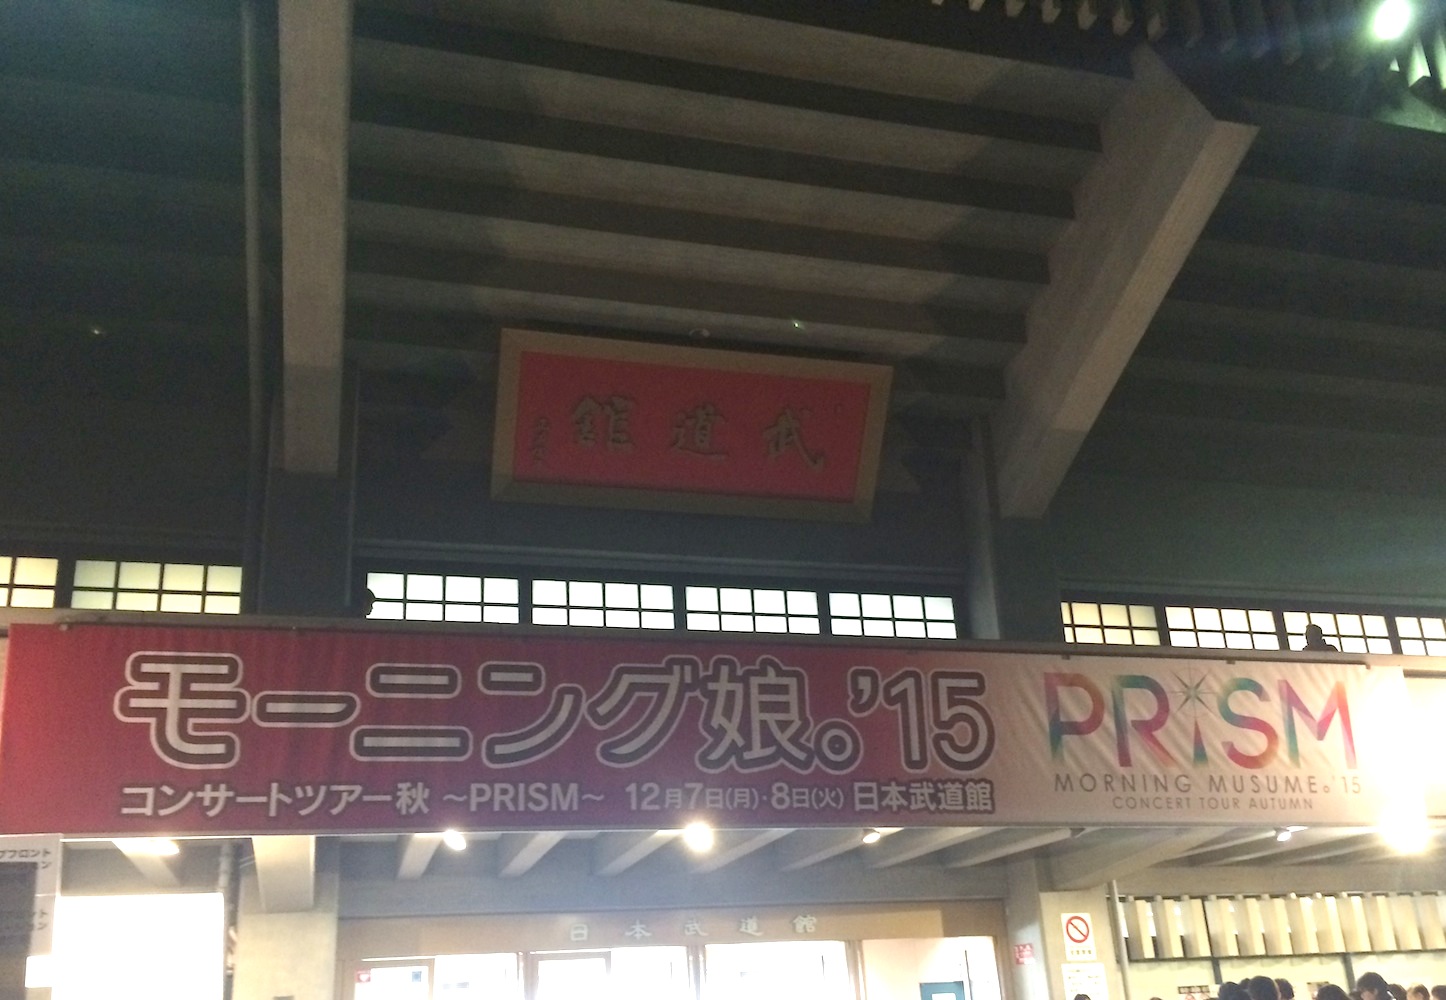 武道館
モーニング娘。'15
コンサートツアー秋 ～PRISM～ 12月7日(月)・8日(火) 日本武道館
PRiSM
MORNING MUSUME。'15
CONCERT TOUR AUTUMN
日本武道館